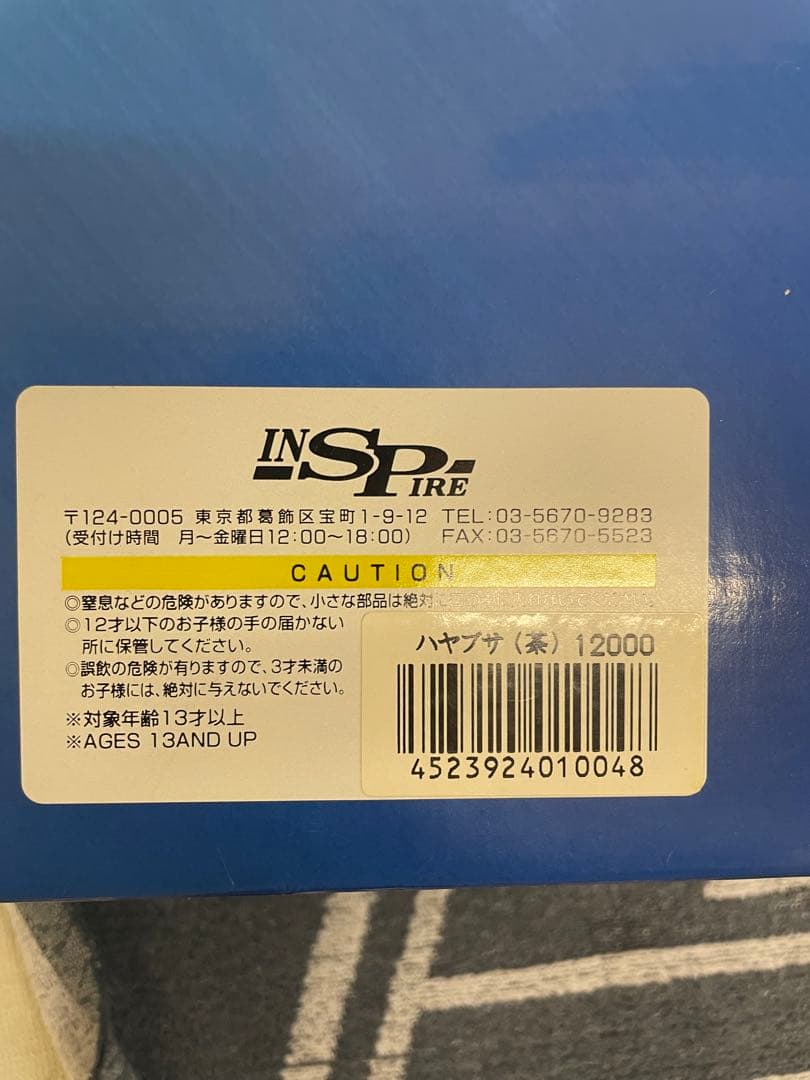 INSPIRE
〒124-0005 東京都葛飾区宝町1-9-12 TEL:03-5670-9283
(受付け時間 月～金曜日12:00～18:00) FAX:03-5670-5523
CAUTION
◎窒息などの危険がありますので、小さな部品は絶対に
◎12才以下のお子様の手の届かない
所に保管してください。
◎誤飲の危険が有りますので、3才未満の
お子様には、絶対に与えないでください。
※対象年齢13才以上
※AGES 13AND UP
ハヤブサ(茶) 12000
4523924010048